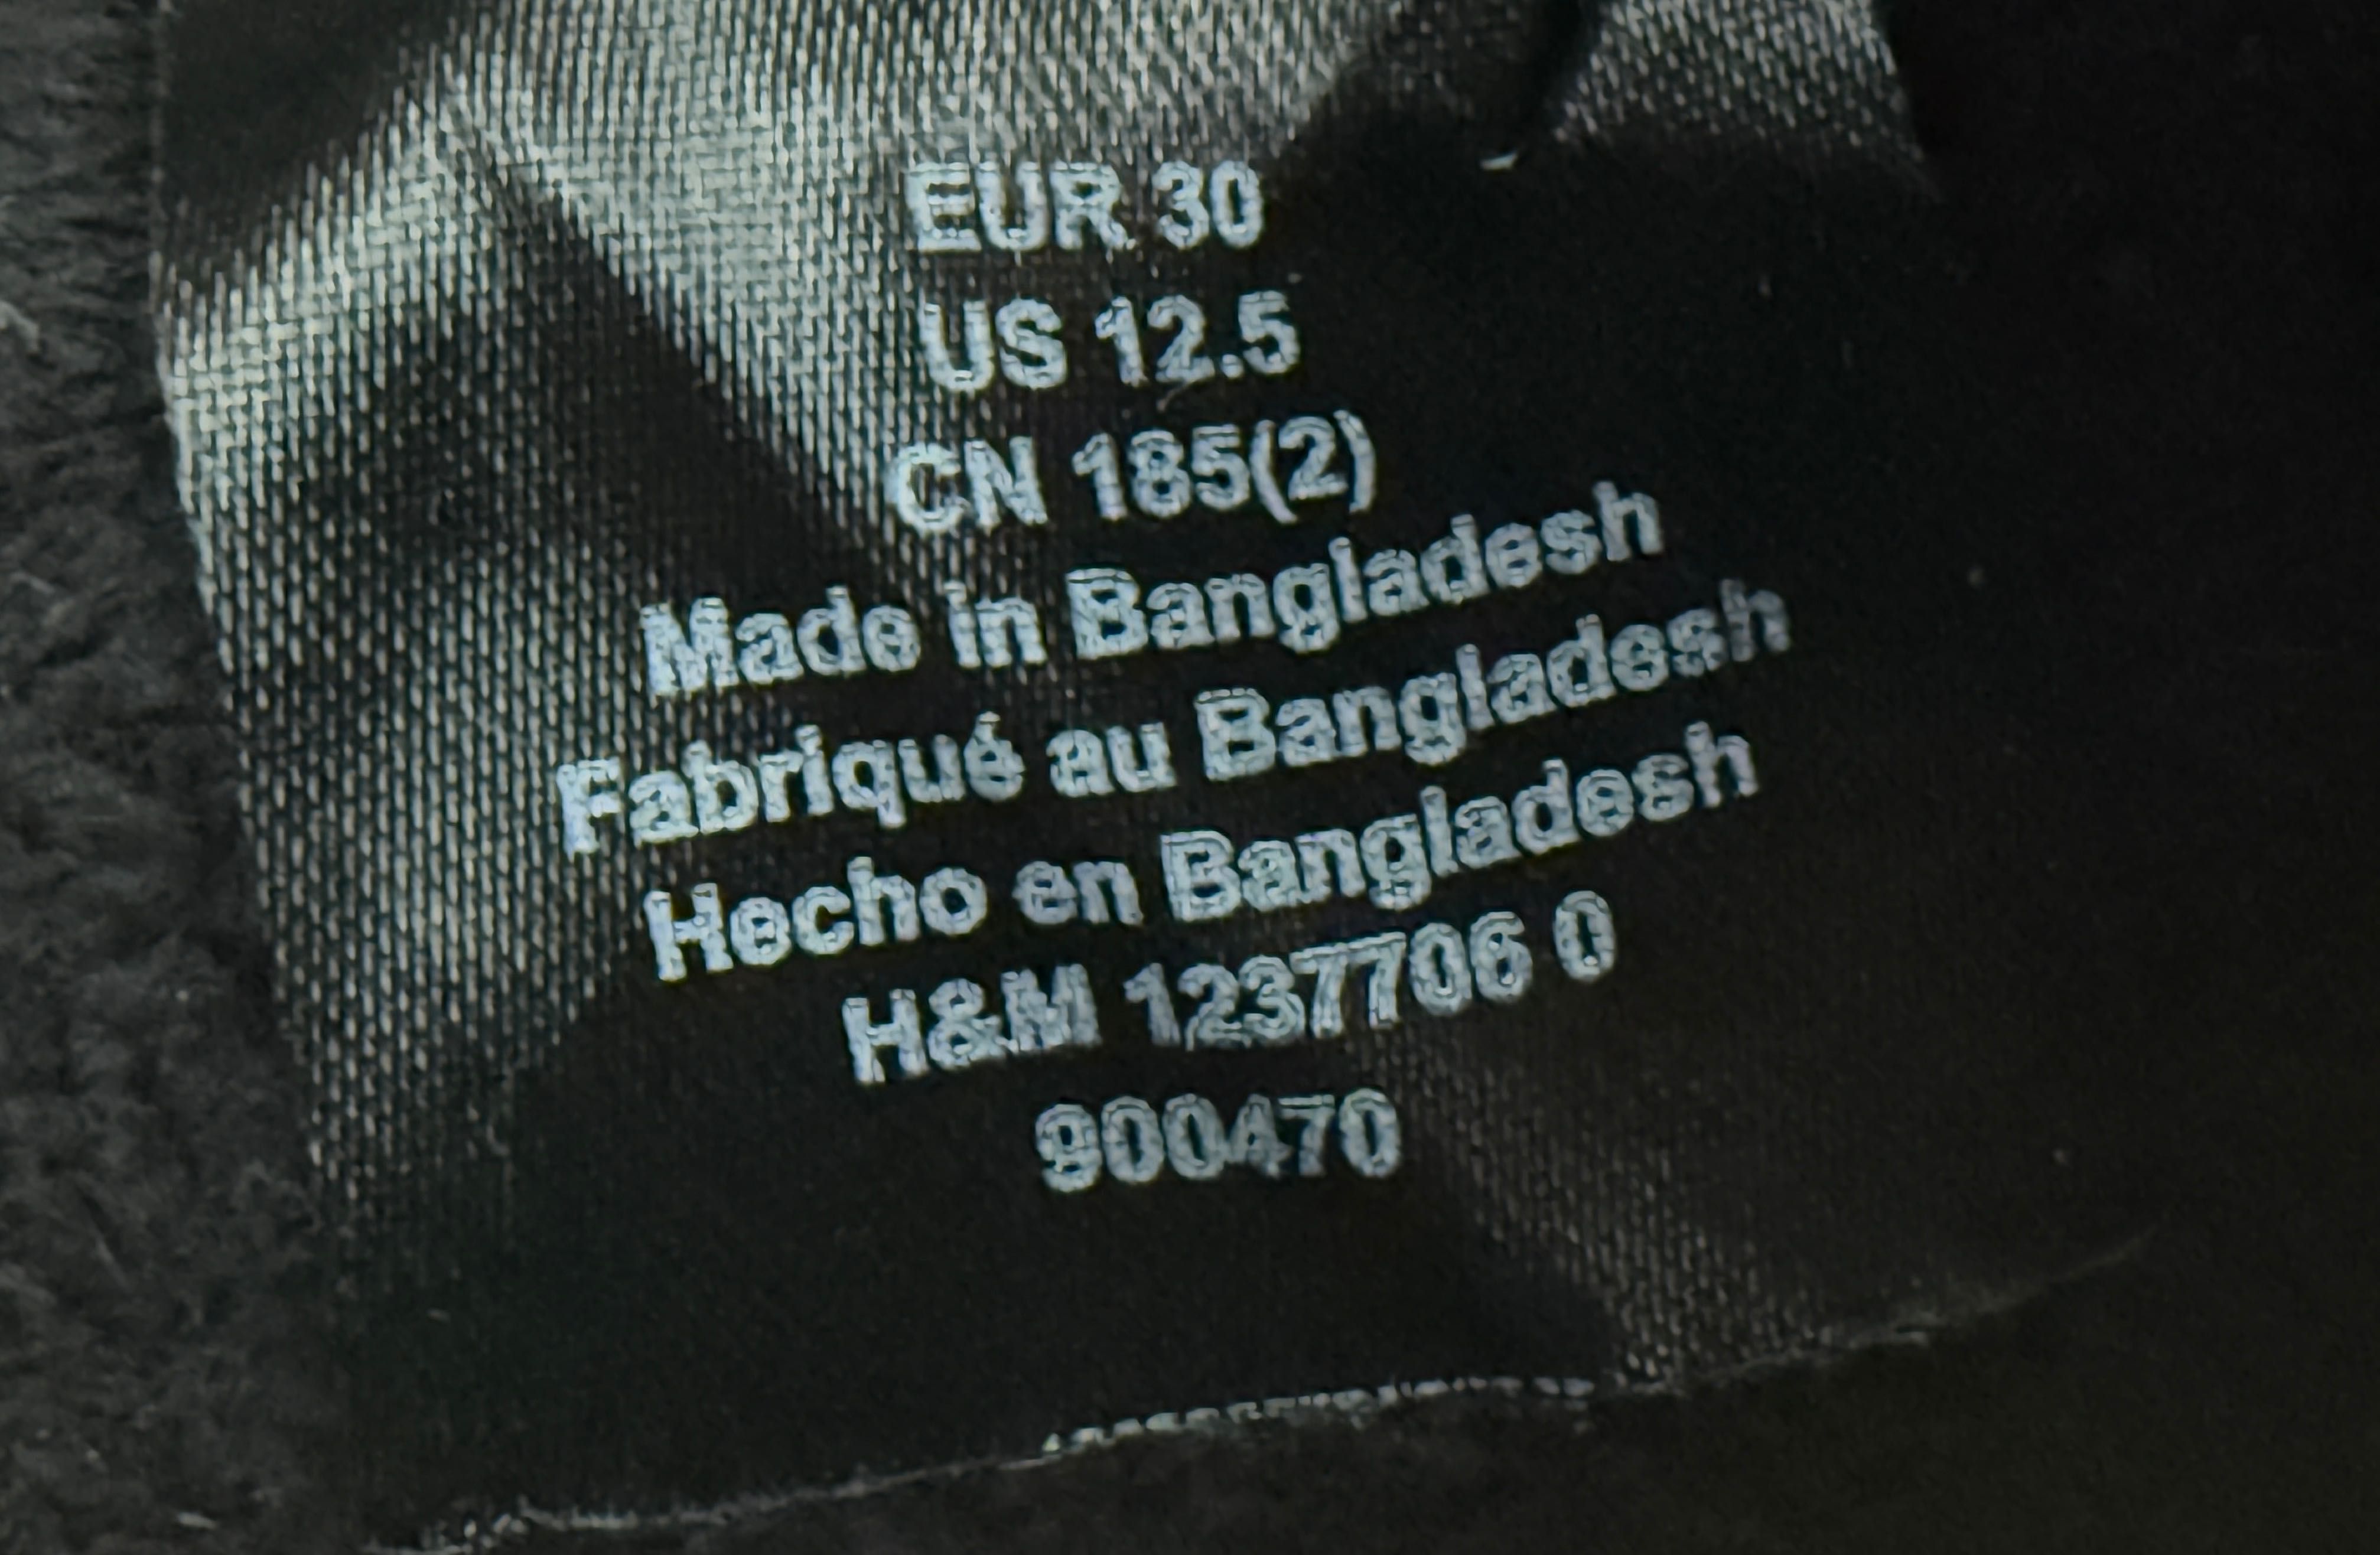 EUR 30
US 12.5
CN 185(2)
Made in Bangladesh
Fabriqué au Bangladesh
Hecho en Bangladesh
H&M 1237706 0
900470